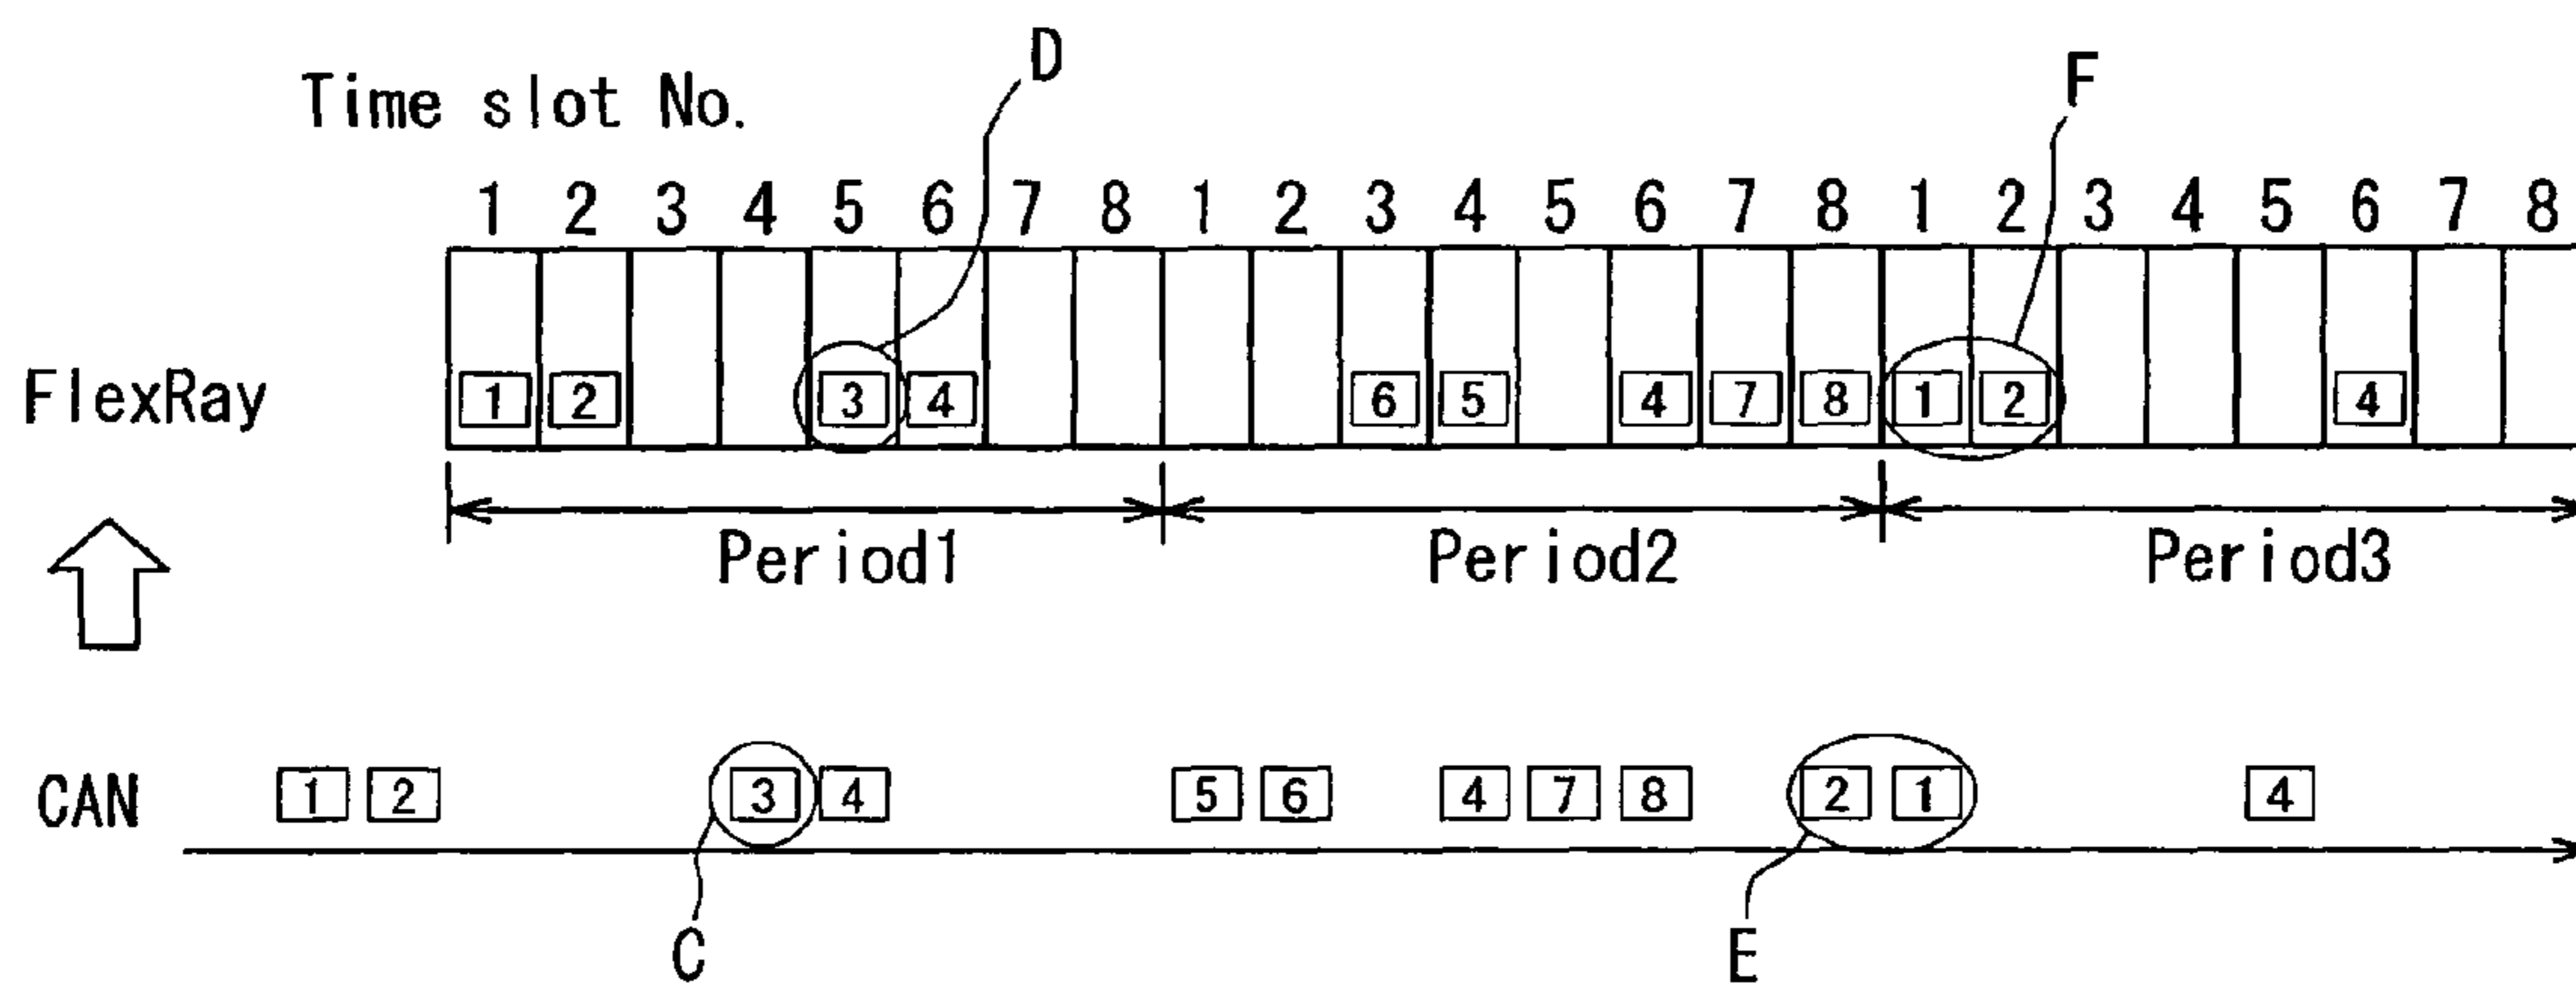 D
F
Time slot No.
1 2 3 4 5 6 7 8 1 2 3 4 5 6 7 8 1 2 3 4 5 6 7 8
FlexRay 1 2 3 4 6 5 4 7 8 1 2 4
Period1 Period2 Period3
CAN 1 2 3 4 5 6 4 7 8 2 1 4
C E